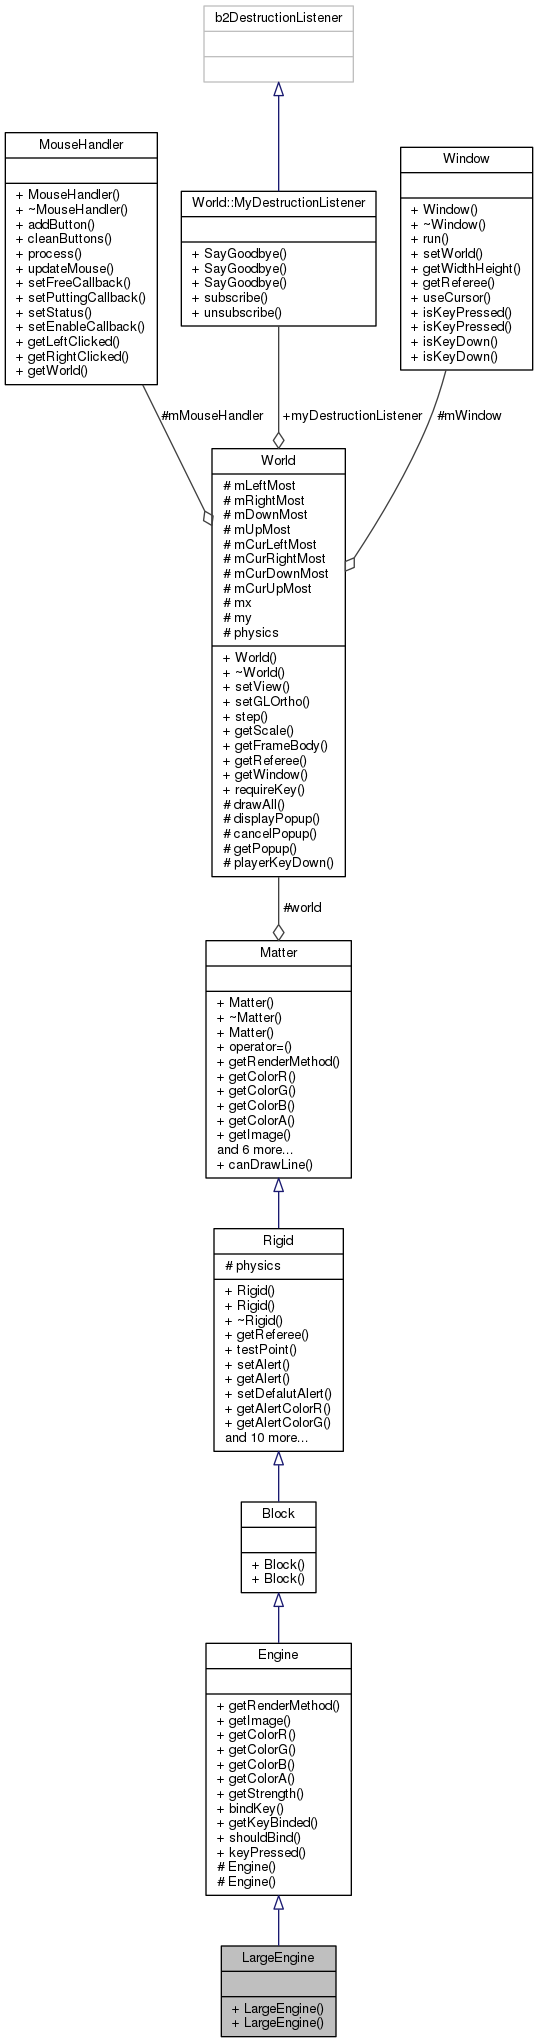 b2DestructionListener
MouseHandler
+ MouseHandler()
+ ~MouseHandler()
+ addButton()
+ cleanButtons()
+ process()
+ updateMouse()
+ setFreeCallback()
+ setPuttingCallback()
+ setStatus()
+ setEnableCallback()
+ getLeftClicked()
+ getRightClicked()
+ getWorld()
World::MyDestructionListener
+ SayGoodbye()
+ SayGoodbye()
+ SayGoodbye()
+ subscribe()
+ unsubscribe()
Window
+ Window()
+ ~Window()
+ run()
+ setWorld()
+ getWidthHeight()
+ getReferee()
+ useCursor()
+ isKeyPressed()
+ isKeyPressed()
+ isKeyDown()
+ isKeyDown()
#mMouseHandler
+myDestructionListener
#mWindow
World
# mLeftMost
# mRightMost
# mDownMost
# mUpMost
# mCurLeftMost
# mCurRightMost
# mCurDownMost
# mCurUpMost
# mx
# my
# physics
+ World()
+ ~World()
+ setView()
+ setGLOrtho()
+ step()
+ getScale()
+ getFrameBody()
+ getReferee()
+ getWindow()
+ requireKey()
# drawAll()
# displayPopup()
# cancelPopup()
# getPopup()
# playerKeyDown()
#world
Matter
+ Matter()
+ ~Matter()
+ Matter()
+ operator=()
+ getRenderMethod()
+ getColorR()
+ getColorG()
+ getColorB()
+ getColorA()
+ getImage()
and 6 more...
+ canDrawLine()
Rigid
# physics
+ Rigid()
+ Rigid()
+ ~Rigid()
+ getReferee()
+ testPoint()
+ setAlert()
+ getAlert()
+ setDefalutAlert()
+ getAlertColorR()
+ getAlertColorG()
and 10 more...
Block
+ Block()
+ Block()
Engine
+ getRenderMethod()
+ getImage()
+ getColorR()
+ getColorG()
+ getColorB()
+ getColorA()
+ getStrength()
+ bindKey()
+ getKeyBinded()
+ shouldBind()
+ keyPressed()
# Engine()
# Engine()
LargeEngine
+ LargeEngine()
+ LargeEngine()